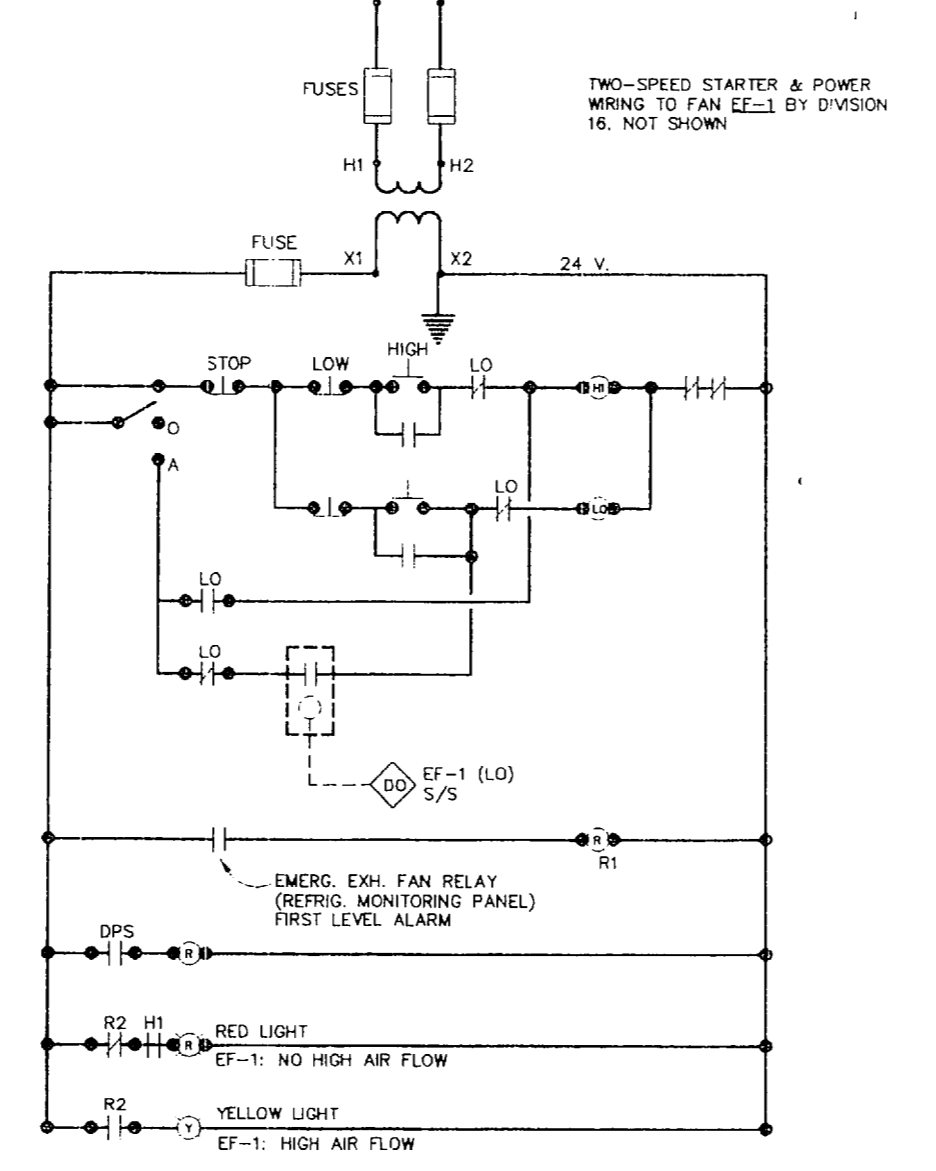 FUSES
TWO-SPEED STARTER & POWER
WIRING TO FAN EF-1 BY DIVISION
16. NOT SHOWN
H1
H2
FUSE
X1
X2
24 V.
STOP
LOW
HIGH
LO
H1
O
A
LO
LO
LO
LO
DO
EF-1 (LO)
S/S
R
R1
EMERG. EXH. FAN RELAY
(REFRIG. MONITORING PANEL)
FIRST LEVEL ALARM
DPS
R
R2
H1
R
RED LIGHT
EF-1: NO HIGH AIR FLOW
R2
Y
YELLOW LIGHT
EF-1: HIGH AIR FLOW